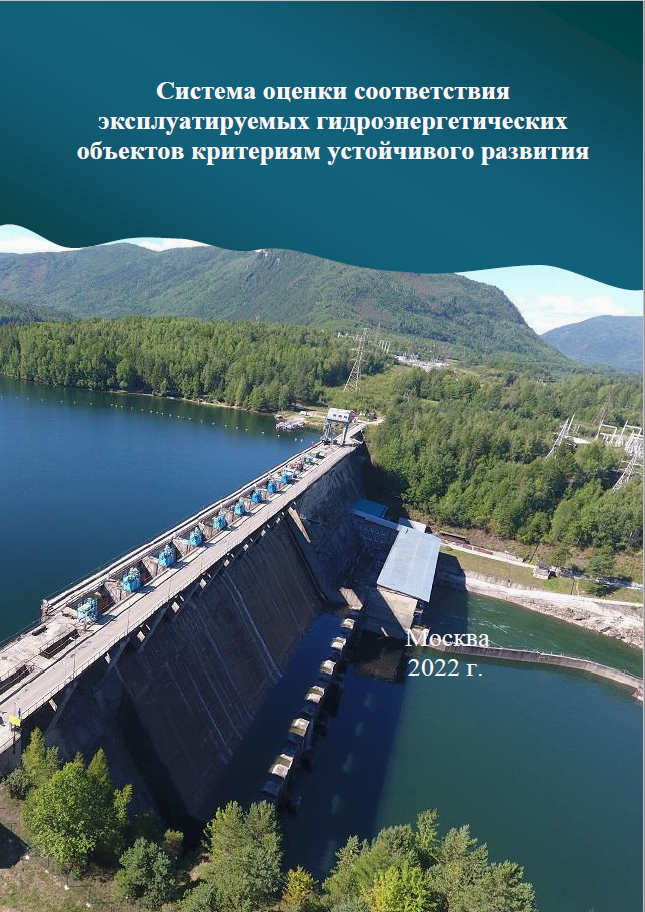 Система оценки соответствия
эксплуатируемых гидроэнергетических
объектов критериям устойчивого развития
Москва
2022 г.